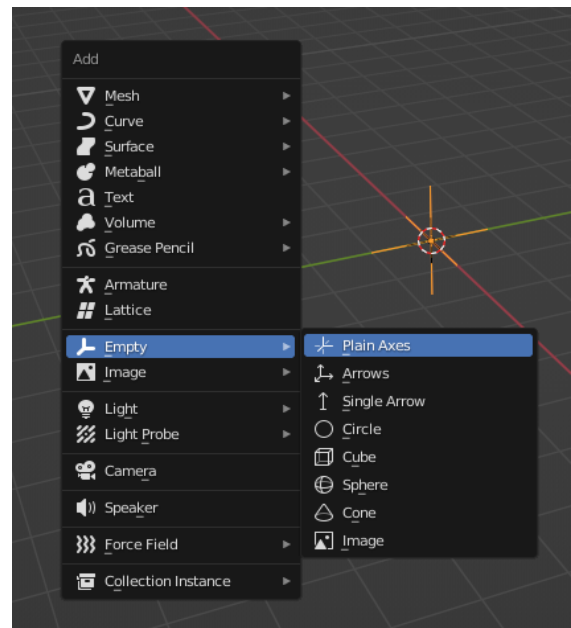 Add
Mesh
Curve
Surface
Metaball
Text
Volume
Grease Pencil
Armature
Lattice
Empty
Image
Light
Light Probe
Camera
Speaker
Force Field
Collection Instance
Plain Axes
Arrows
Single Arrow
Circle
Cube
Sphere
Cone
Image